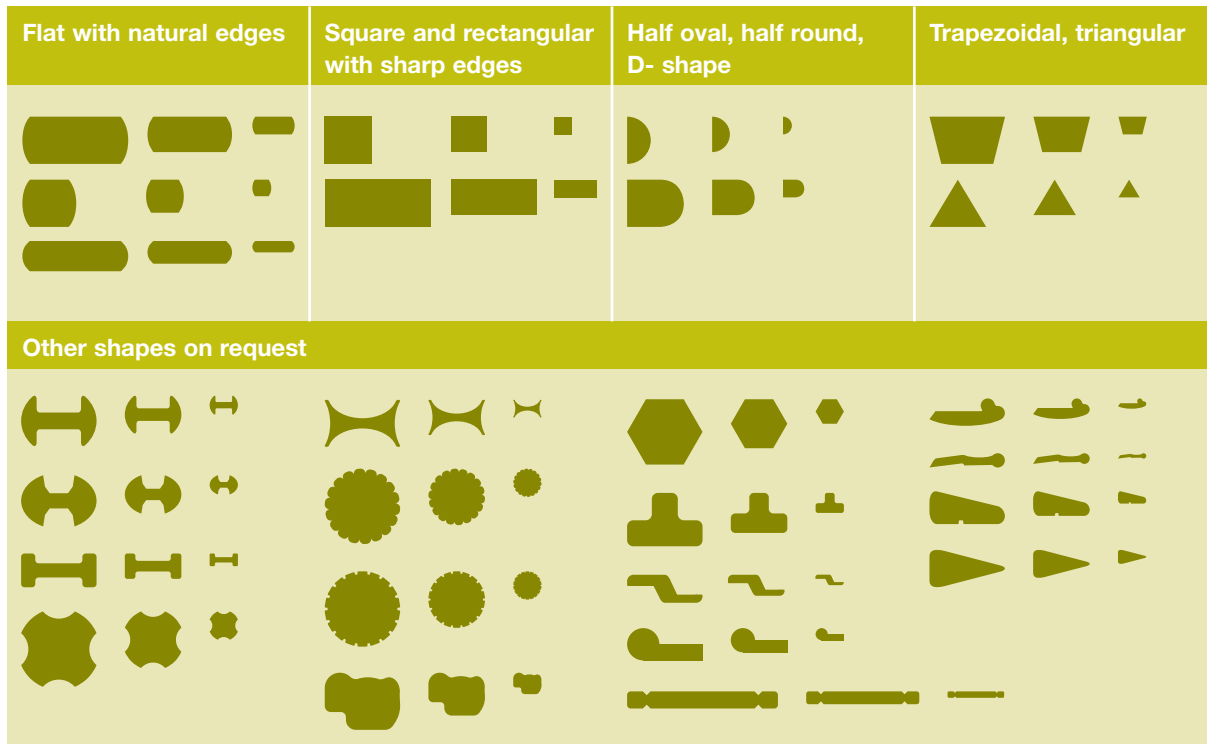 Flat with natural edges
Square and rectangular
with sharp edges
Half oval, half round,
D- shape
Trapezoidal, triangular
Other shapes on request